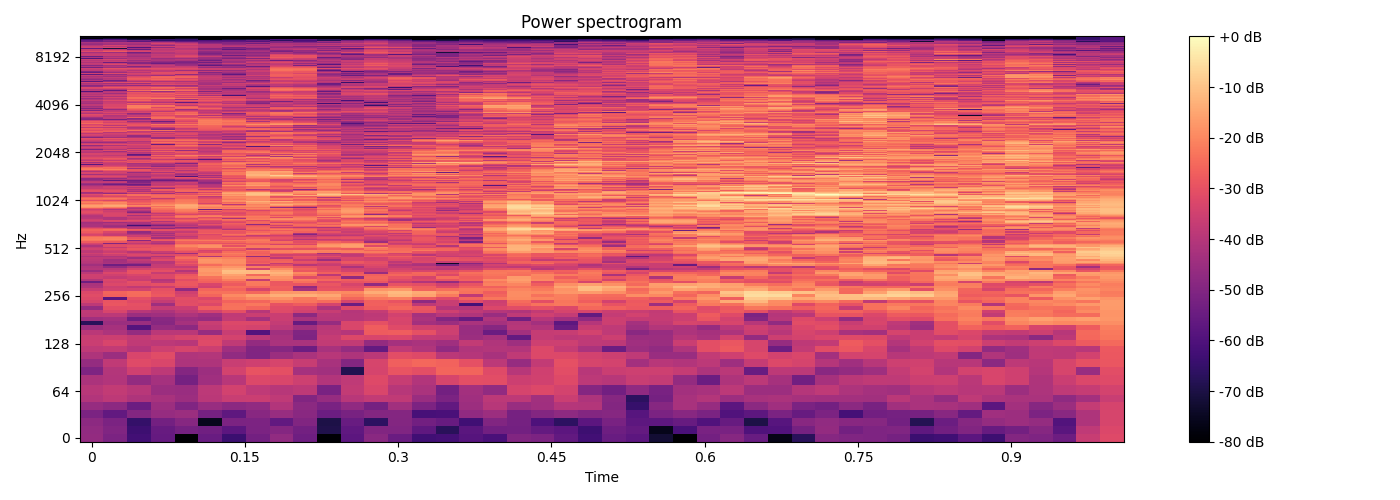 Power spectrogram
Hz
8192
4096
2048
1024
512
256
128
64
0
0 0.15 0.3 0.45 0.6 0.75 0.9
Time
+0 dB
-10 dB
-20 dB
-30 dB
-40 dB
-50 dB
-60 dB
-70 dB
-80 dB